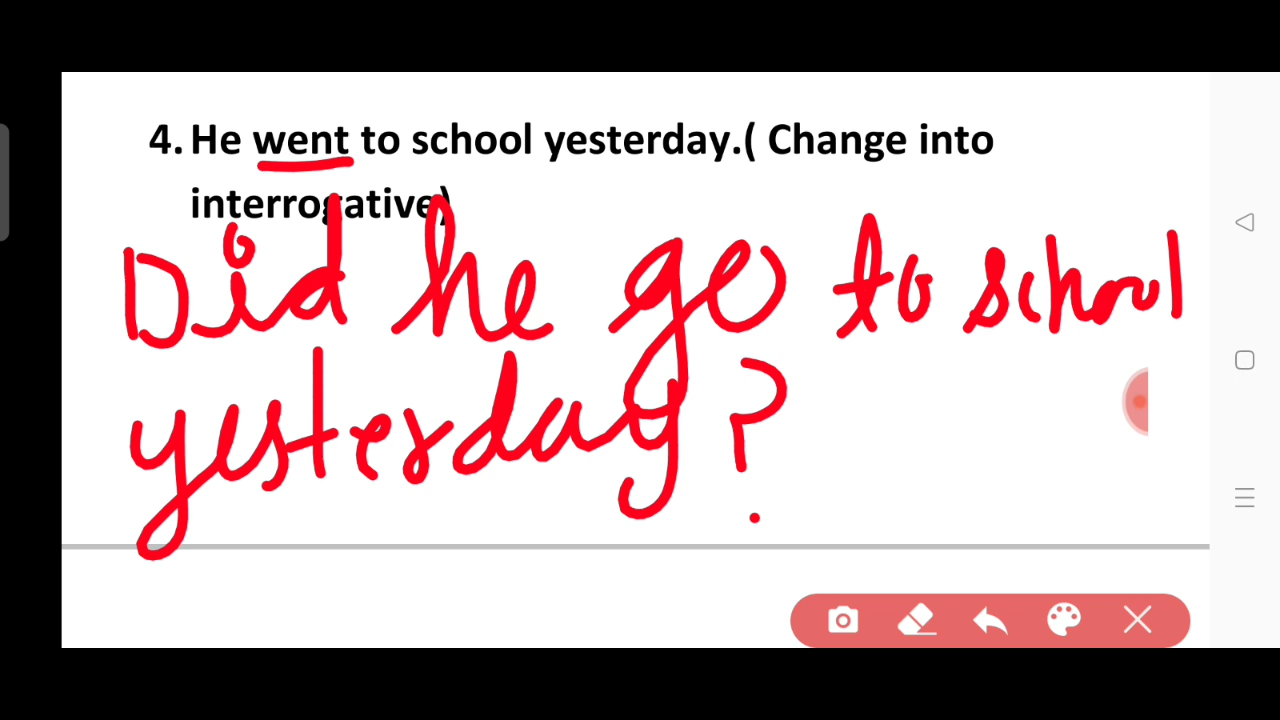 4. He went to school yesterday.( Change into
interrogative)
Did he go to school
yesterday?